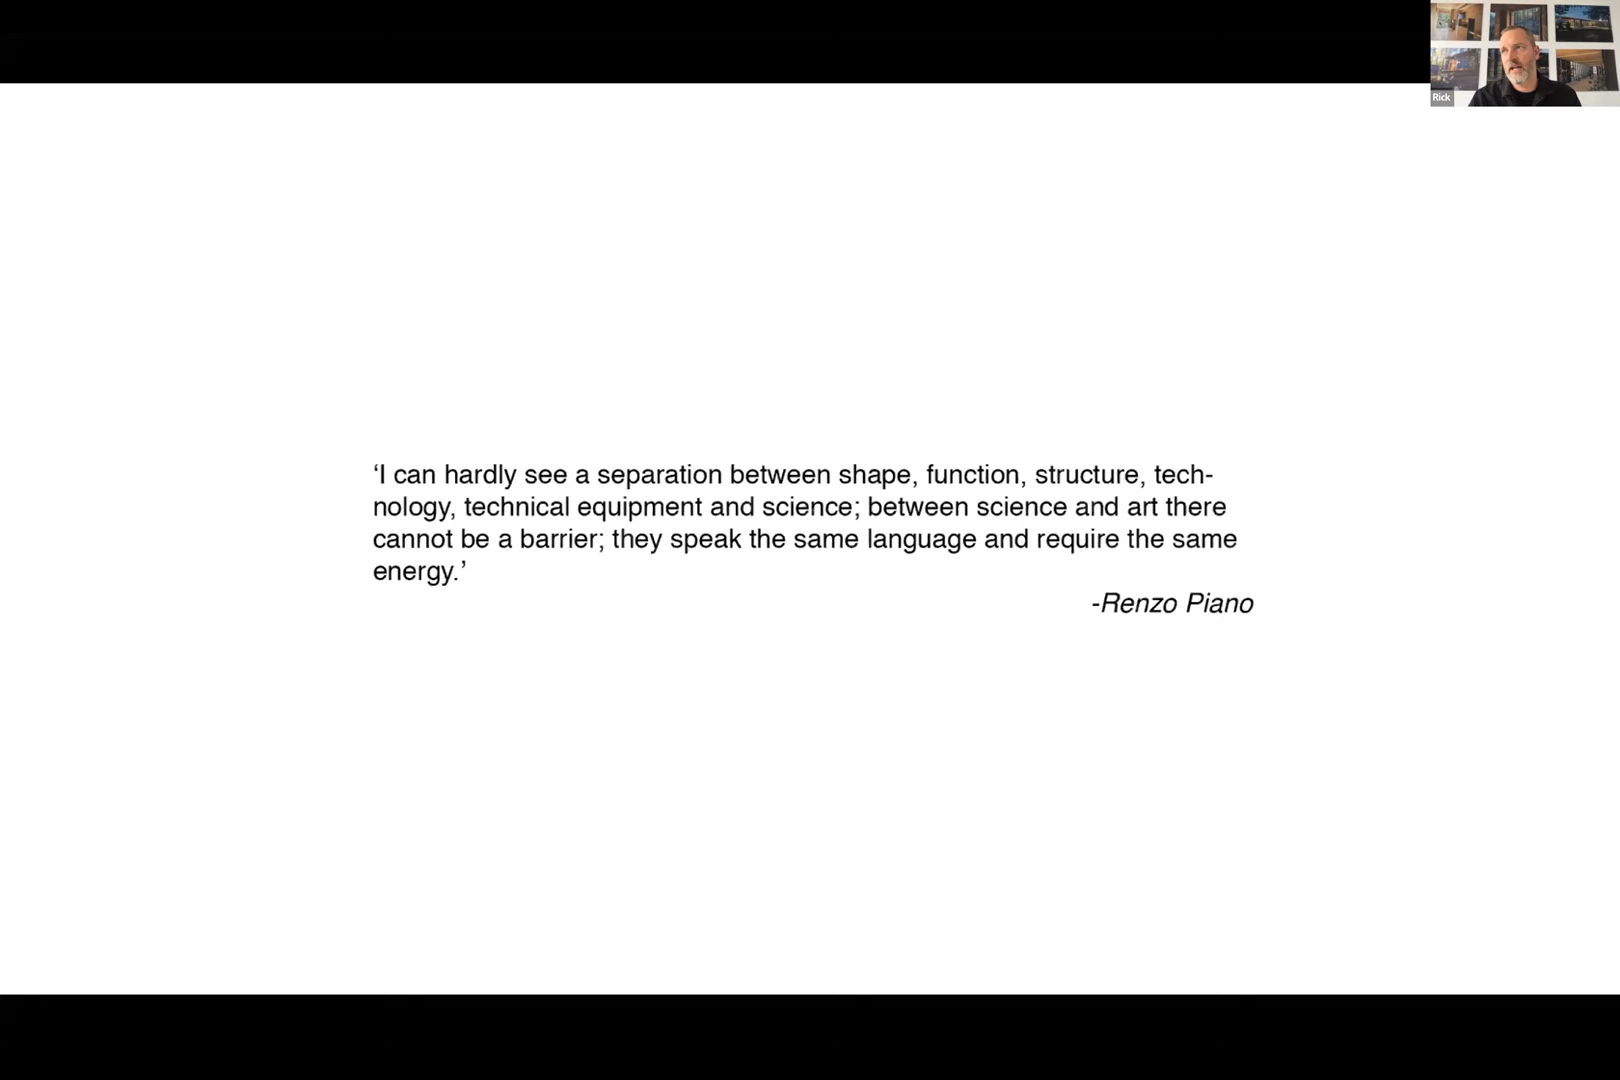 Rick
‘I can hardly see a separation between shape, function, structure, tech-
nology, technical equipment and science; between science and art there
cannot be a barrier; they speak the same language and require the same
energy.’
-Renzo Piano